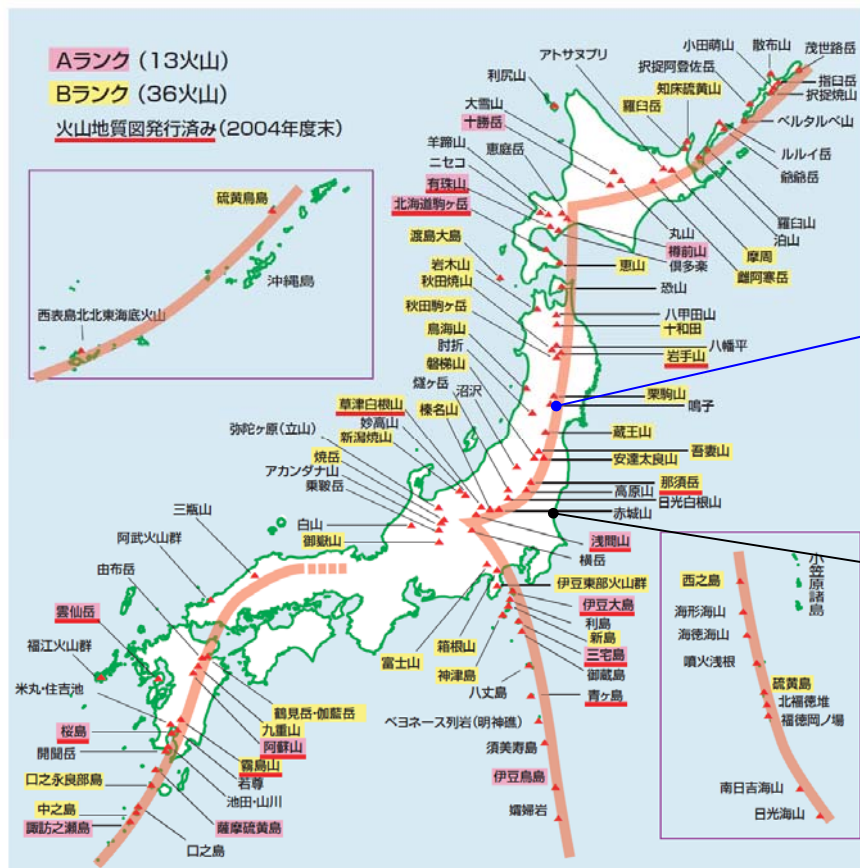 Aランク(13火山)
Bランク(36火山)
火山地質図発行済み(2004年度末)
硫黄鳥島
沖縄島
西表島北北東海底火山
アトサヌプリ
小田萌山
散布山
茂世路岳
択捉阿登佐岳
指臼岳
利尻山
知床硫黄山
択捉焼山
大雪山
羅臼岳
ベルタルベ山
十勝岳
羊蹄山
恵庭岳
ルルイ岳
ニセコ
爺爺岳
有珠山
北海道駒ヶ岳
羅臼山
丸山
泊山
樽前山
摩周
渡島大島
倶多楽
恵山
雌阿寒岳
岩木山
秋田焼山
恐山
秋田駒ヶ岳
八甲田山
十和田
鳥海山
八幡平
肘折
岩手山
磐梯山
燧ヶ岳
沼沢
栗駒山
草津白根山
榛名山
鳴子
妙高山
弥陀ヶ原(立山)
新潟焼山
蔵王山
焼岳
吾妻山
アカンダナ山
安達太良山
乗鞍岳
那須岳
高原山
日光白根山
三瓶山
白山
赤城山
阿武火山群
御嶽山
浅間山
横岳
由布岳
伊豆東部火山群
雲仙岳
伊豆大島
利島
福江火山群
箱根山
新島
富士山
神津島
三宅島
米丸・住吉池
御蔵島
八丈島
青ヶ島
鶴見岳・伽藍岳
九重山
ベヨネース列岩(明神礁)
桜島
阿蘇山
須美寿島
開聞岳
霧島山
若尊
伊豆鳥島
口之永良部島
池田・山川
中之島
薩摩硫黄島
孀婦岩
諏訪之瀬島
口之島
小笠原諸島
西之島
海形海山
海徳海山
噴火浅根
硫黄島
北福徳堆
福徳岡ノ場
南日吉海山
日光海山